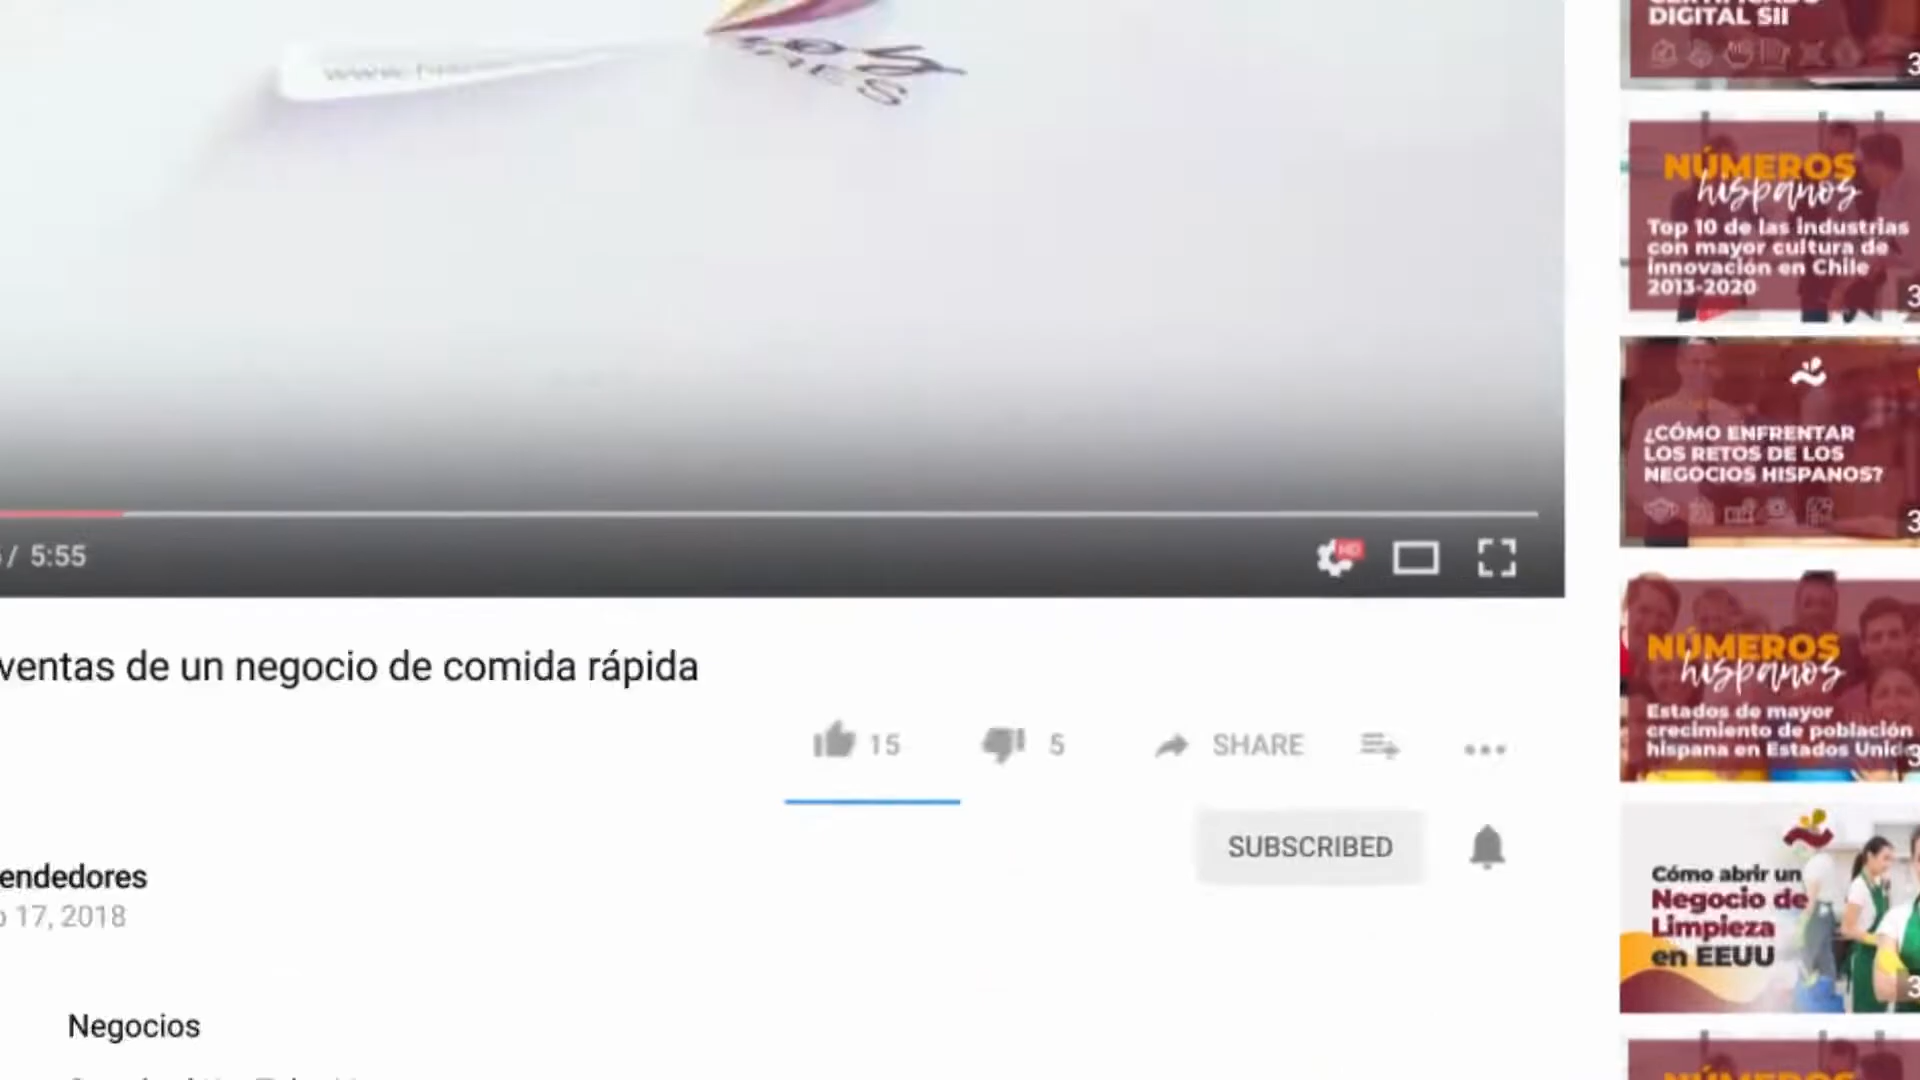 / 5:55
HD
ventas de un negocio de comida rápida
15
5
SHARE
SUBSCRIBED
endedores
17, 2018
Negocios
DIGITAL SII
NÚMEROS
hispanos
Top 10 de las industrias
con mayor cultura de
innovación en Chile
2013-2020
¿CÓMO ENFRENTAR
LOS RETOS DE LOS
NEGOCIOS HISPANOS?
NÚMEROS
hispanos
Estados de mayor
crecimiento de población
hispana en Estados Unid
Cómo abrir un
Negocio de
Limpieza
en EEUU
NÚMEROS